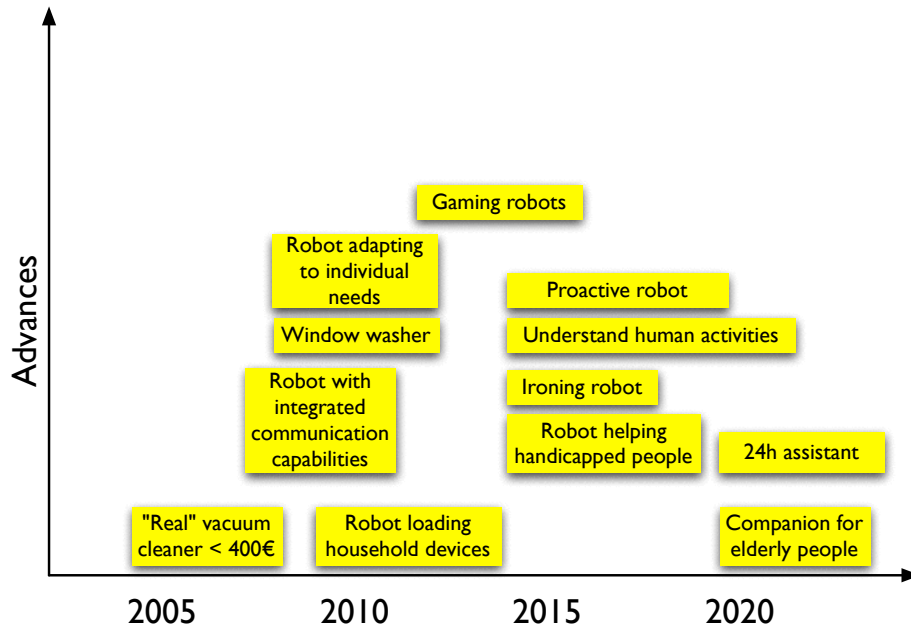 Advances
Gaming robots
Robot adapting
to individual
needs
Proactive robot
Window washer
Understand human activities
Robot with
integrated
communication
capabilities
Ironing robot
Robot helping
handicapped people
24h assistant
"Real" vacuum
cleaner < 400€
Robot loading
household devices
Companion for
elderly people
2005
2010
2015
2020